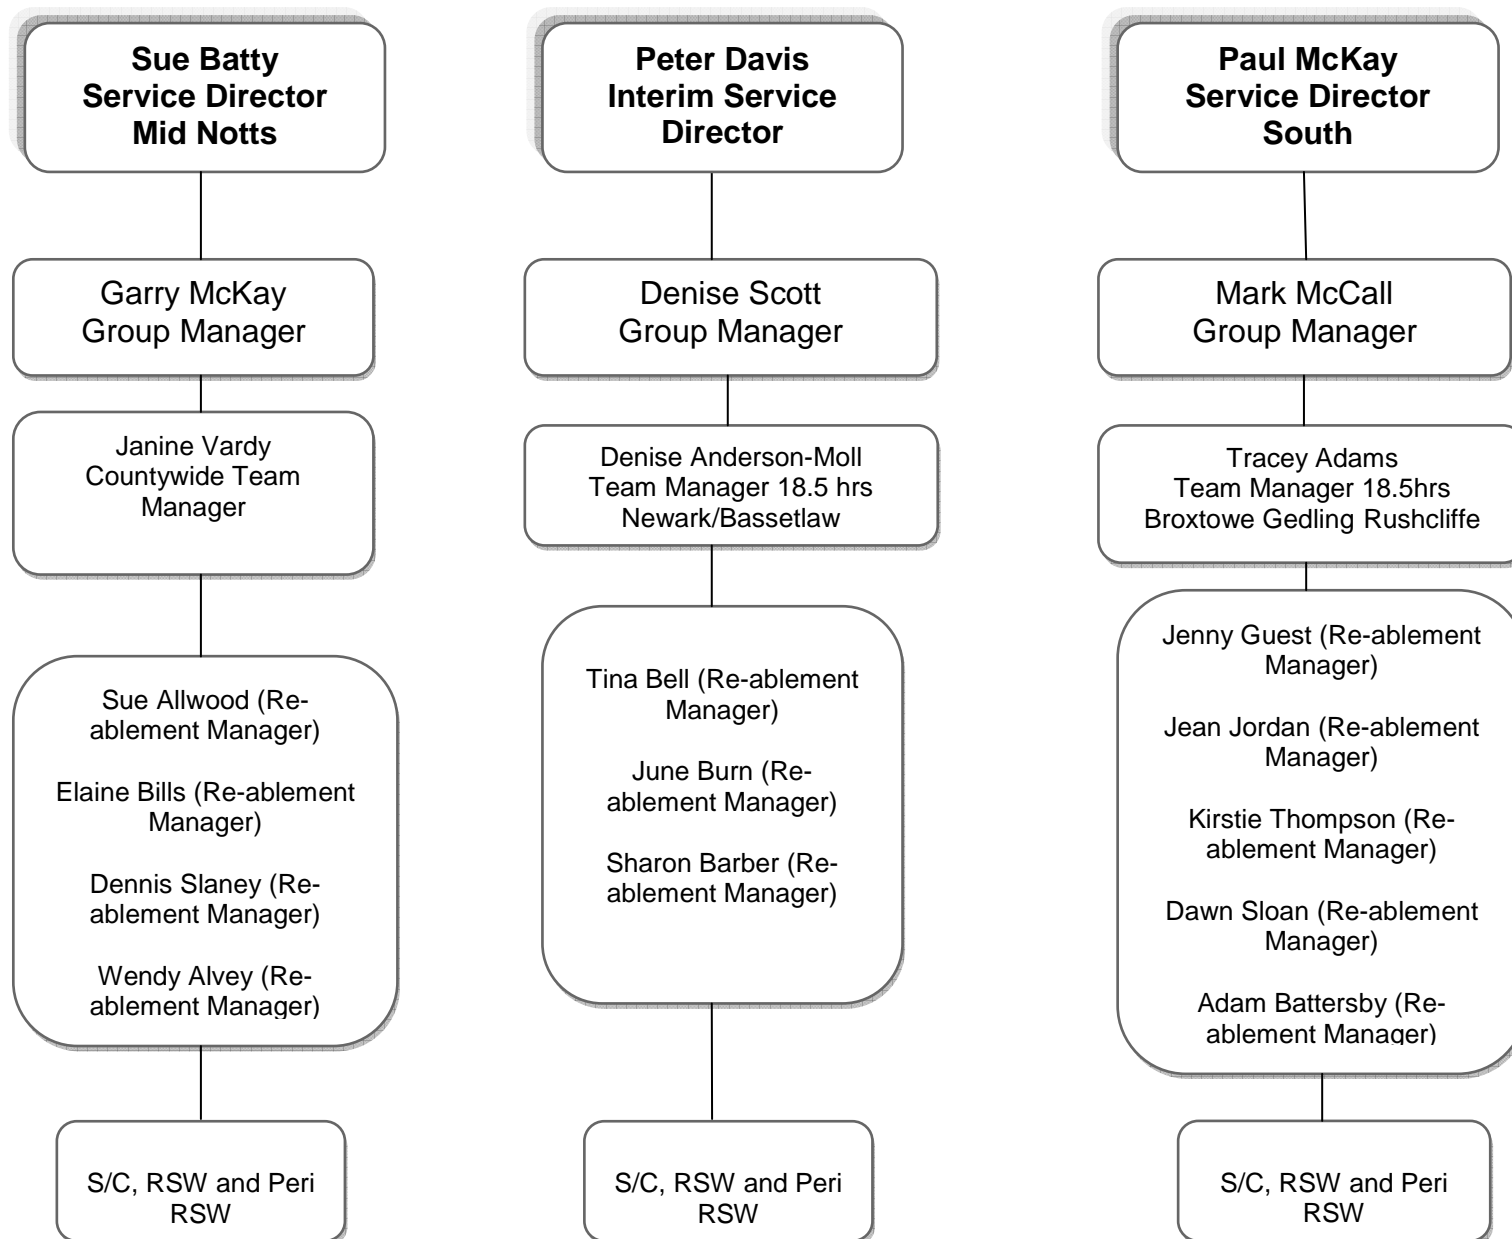 Sue Batty
Service Director
Mid Notts
Garry McKay
Group Manager
Janine Vardy
Countywide Team
Manager
Sue Allwood (Re-
ablement Manager)
Elaine Bills (Re-ablement
Manager)
Dennis Slaney (Re-
ablement Manager)
Wendy Alvey (Re-
ablement Manager)
S/C, RSW and Peri
RSW
Peter Davis
Interim Service
Director
Denise Scott
Group Manager
Denise Anderson-Moll
Team Manager 18.5 hrs
Newark/Bassetlaw
Tina Bell (Re-ablement
Manager)
June Burn (Re-
ablement Manager)
Sharon Barber (Re-
ablement Manager)
S/C, RSW and Peri
RSW
Paul McKay
Service Director
South
Mark McCall
Group Manager
Tracey Adams
Team Manager 18.5hrs
Broxtowe Gedling Rushcliffe
Jenny Guest (Re-ablement
Manager)
Jean Jordan (Re-ablement
Manager)
Kirstie Thompson (Re-
ablement Manager)
Dawn Sloan (Re-ablement
Manager)
Adam Battersby (Re-
ablement Manager)
S/C, RSW and Peri
RSW